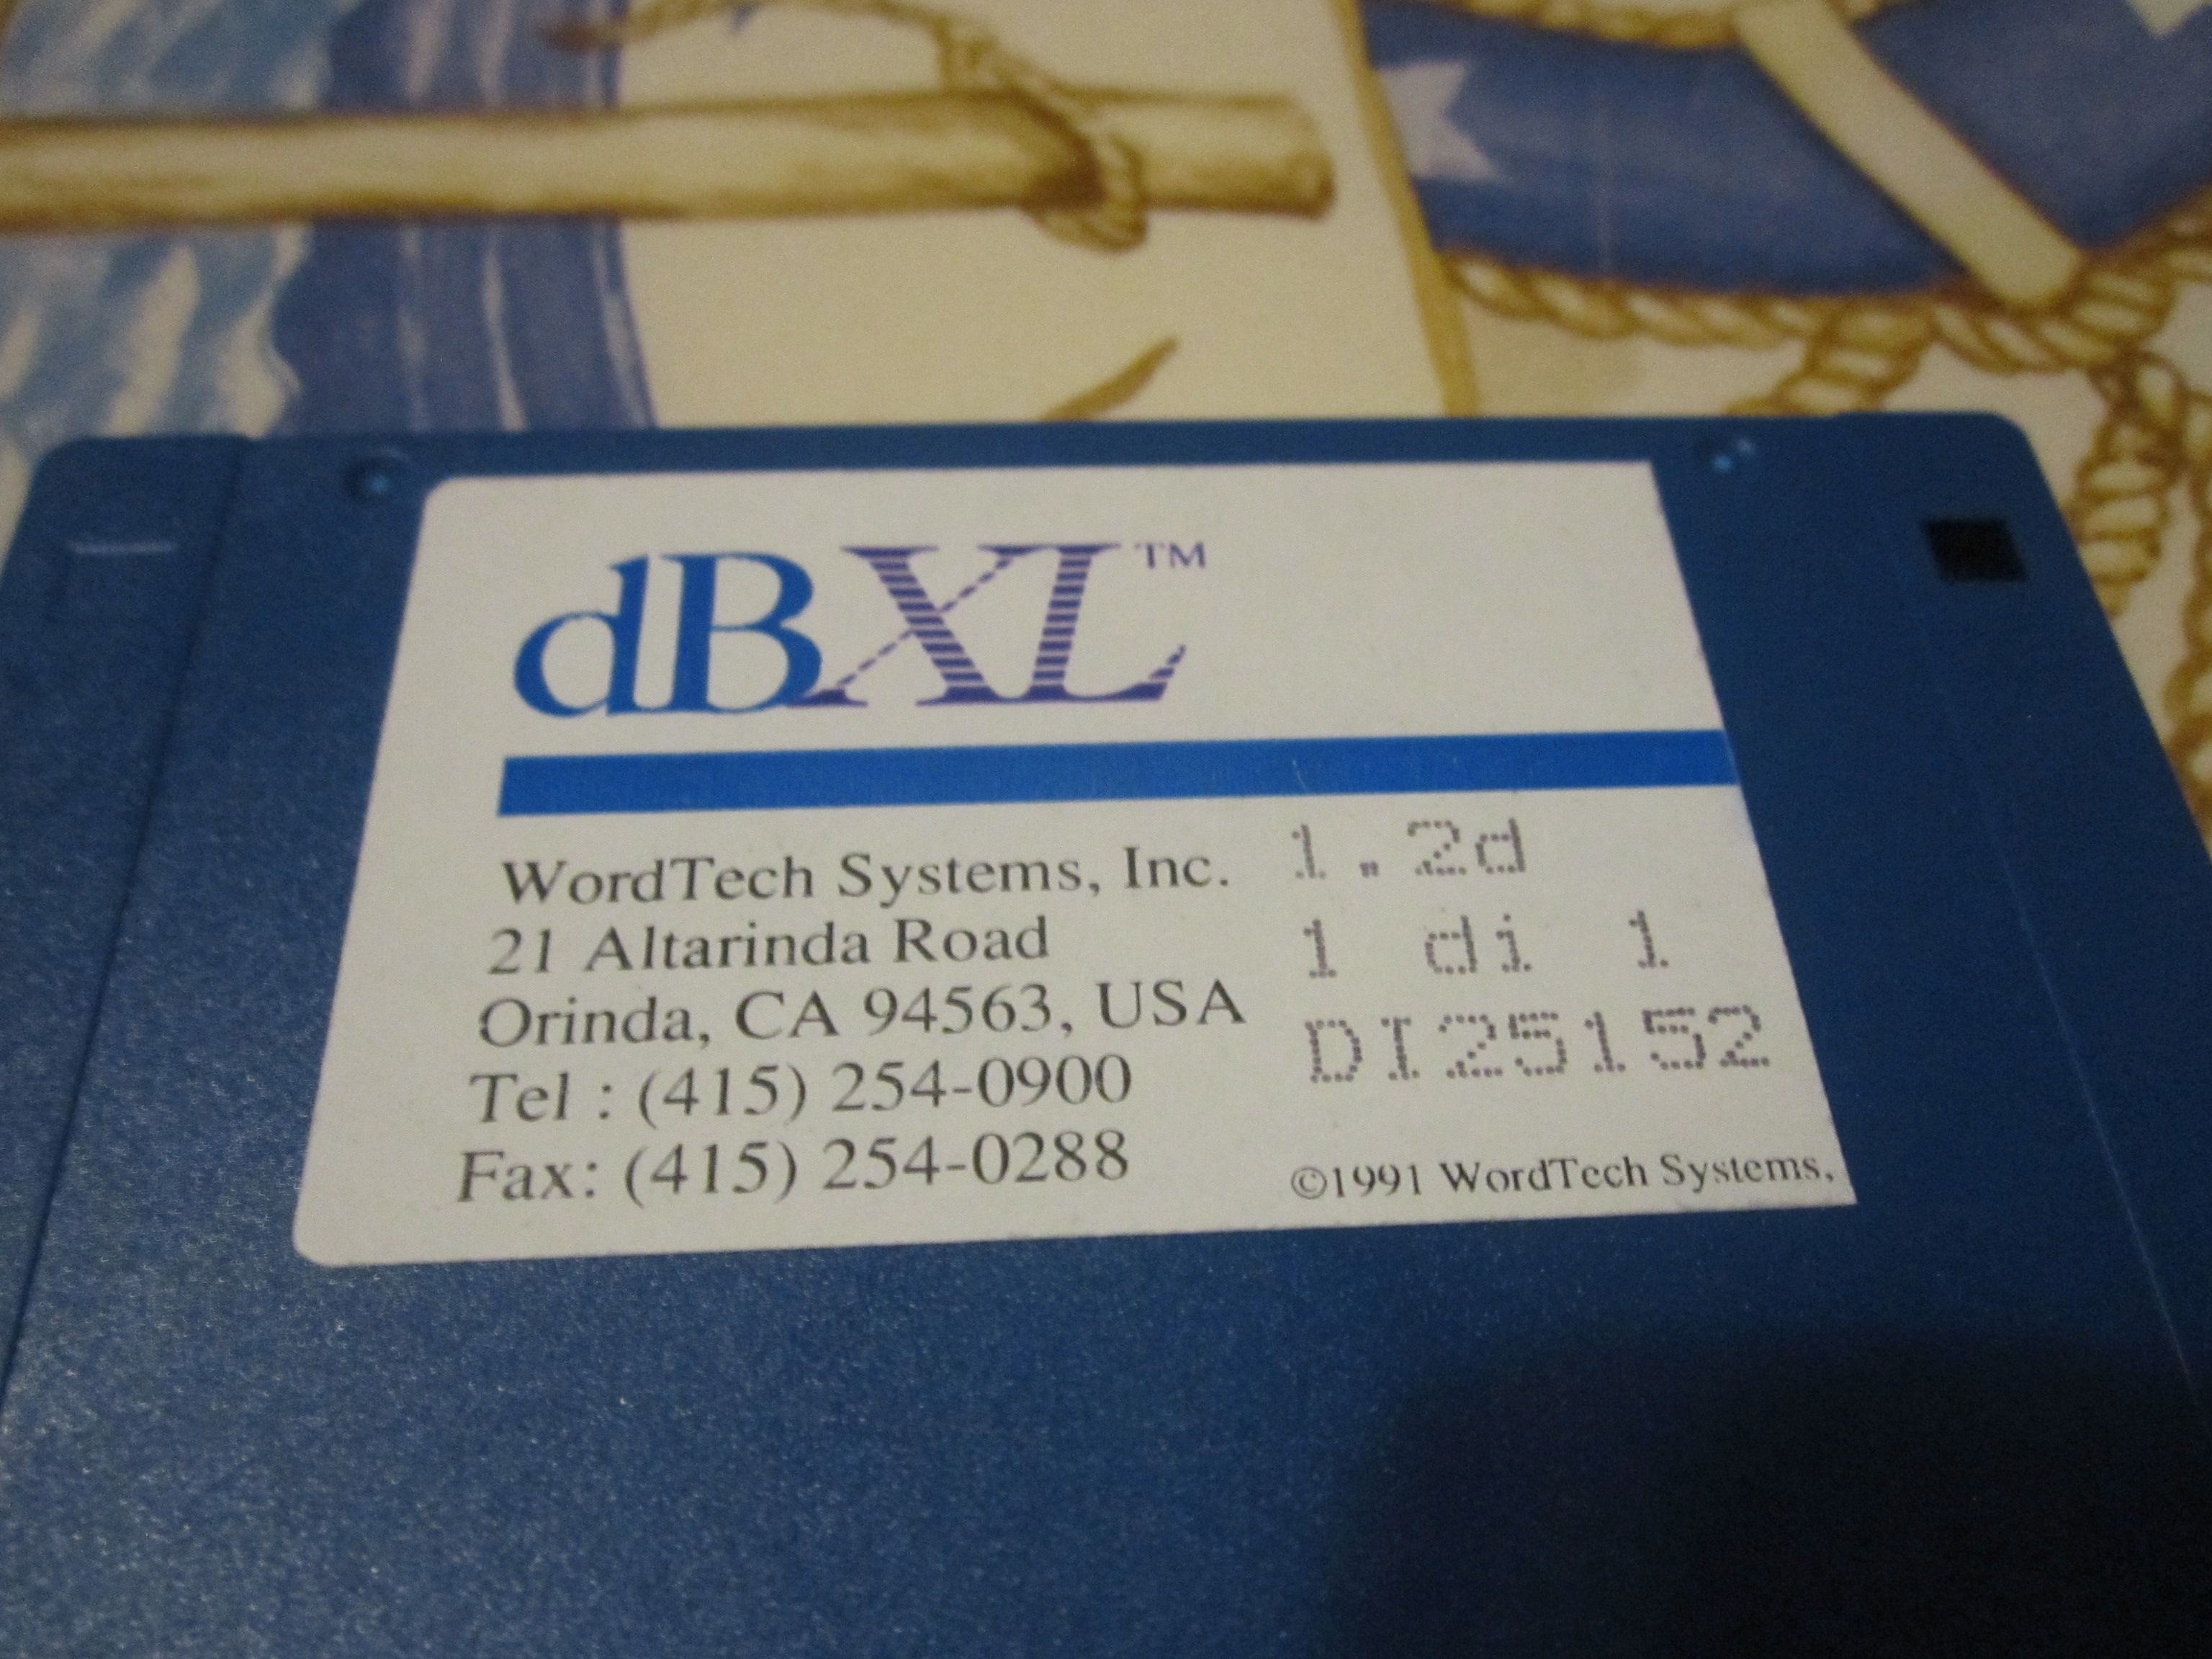 dBXL™
WordTech Systems, Inc.
21 Altarinda Road
Orinda, CA 94563, USA
Tel : (415) 254-0900
Fax: (415) 254-0288
1.2d
1 di 1
DI25152
©1991 WordTech Systems,